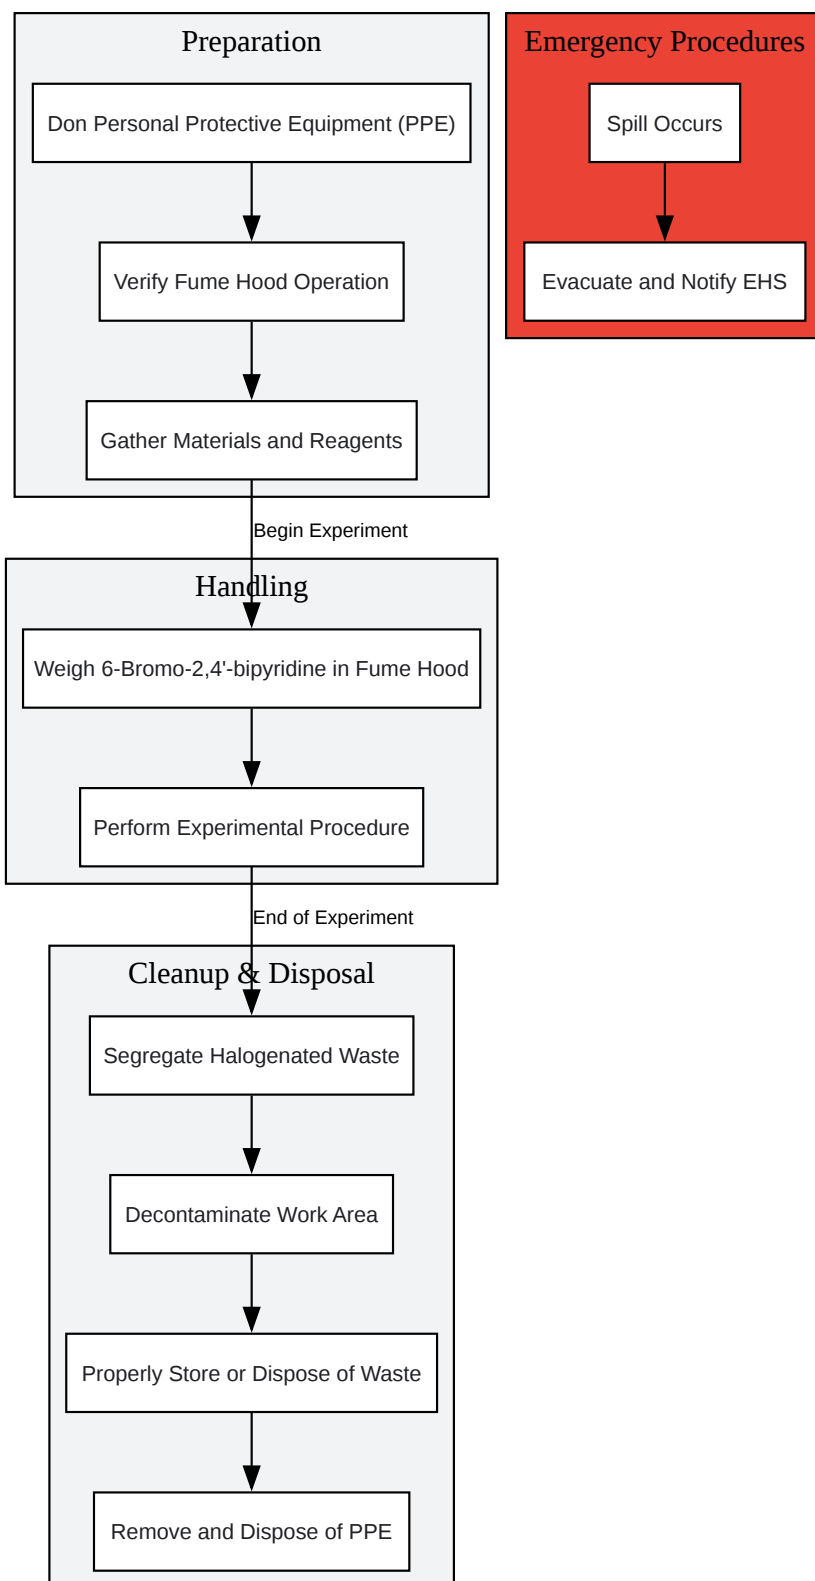 Preparation
Don Personal Protective Equipment (PPE)
Verify Fume Hood Operation
Gather Materials and Reagents
Begin Experiment
Handling
Weigh 6-Bromo-2,4'-bipyridine in Fume Hood
Perform Experimental Procedure
End of Experiment
Cleanup & Disposal
Segregate Halogenated Waste
Decontaminate Work Area
Properly Store or Dispose of Waste
Remove and Dispose of PPE
Emergency Procedures
Spill Occurs
Evacuate and Notify EHS